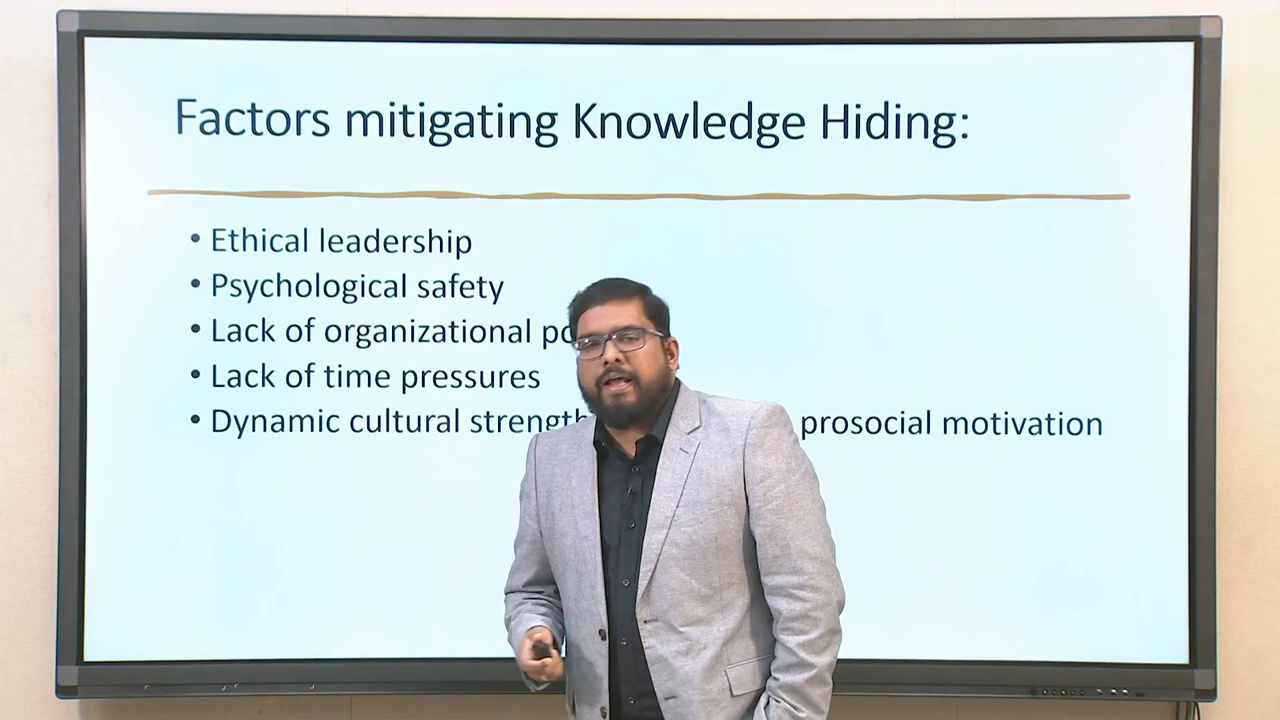 Factors mitigating Knowledge Hiding:
• Ethical leadership
• Psychological safety
• Lack of organizational
• Lack of time pressures
• Dynamic cultural prosocial motivation